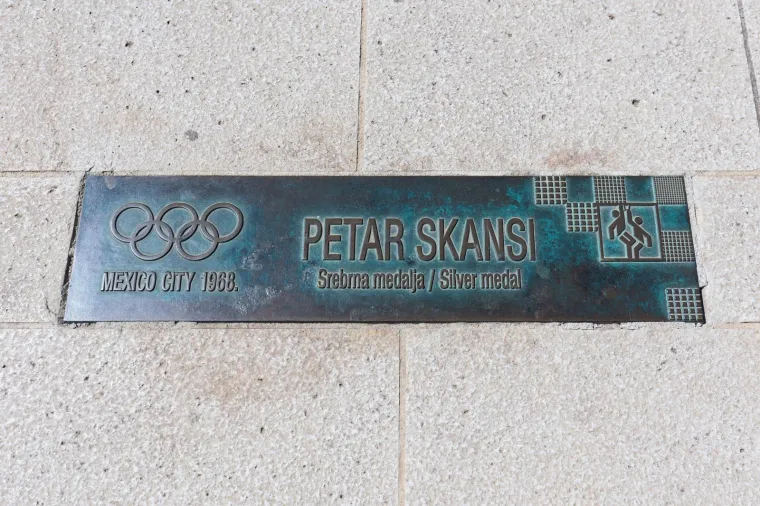 MEXICO CITY 1968.
PETAR SKANSI
Srebrna medalja / Silver medal